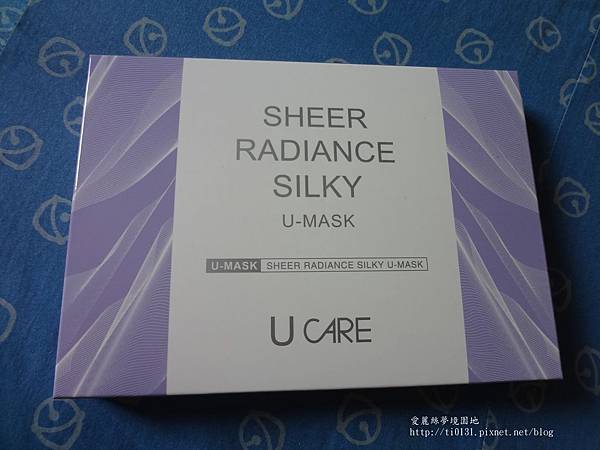 SHEER
RADIANCE
SILKY
U-MASK
U-MASK SHEER RADIANCE SILKY U-MASK
U CARE
愛麗絲夢境園地
http://ti0131.pixnet.net/blog